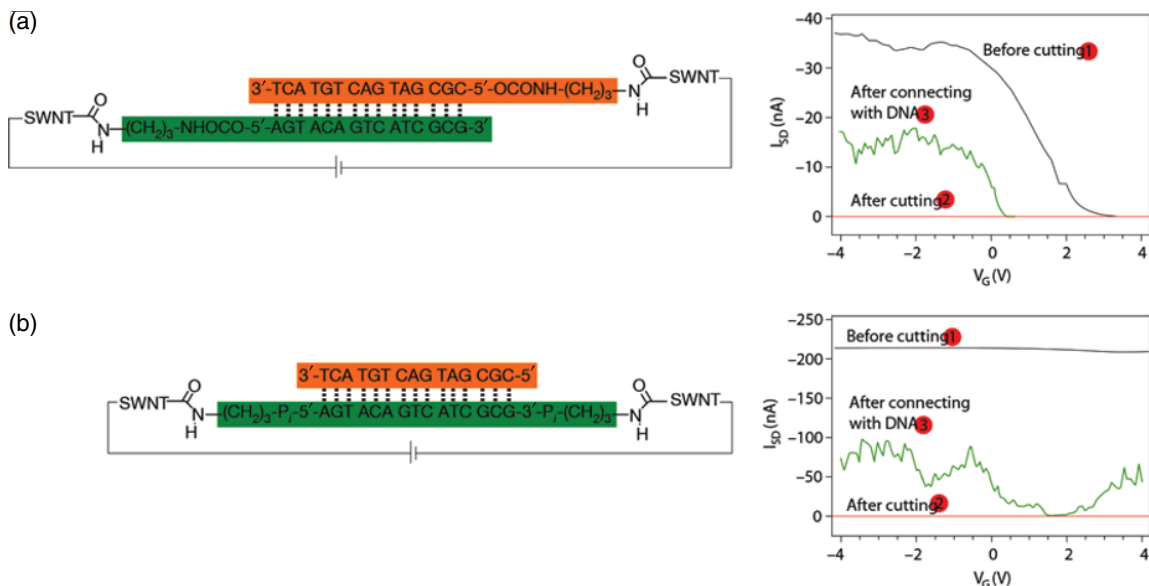 (a)
3′-TCA TGT CAG TAG CGC-5′-OCONH-(CH2)3
O
N
H
SWNT
SWNT
O
N
H
(CH2)3-NHOCO-5′-AGT ACA GTC ATC GCG-3′
−40
−30
−20
−10
0
ISD (nA)
Before cutting 1
After connecting
with DNA 3
After cutting 2
−4 −2 0 2 4
VG (V)
(b)
3′-TCA TGT CAG TAG CGC-5′
SWNT
O
N
H
(CH2)3-Pi-5′-AGT ACA GTC ATC GCG-3′-Pi-(CH2)3
O
N
H
SWNT
−250
−200
−150
−100
−50
0
ISD (nA)
Before cutting 1
After connecting
with DNA 3
After cutting 2
−4 −2 0 2 4
VG (V)